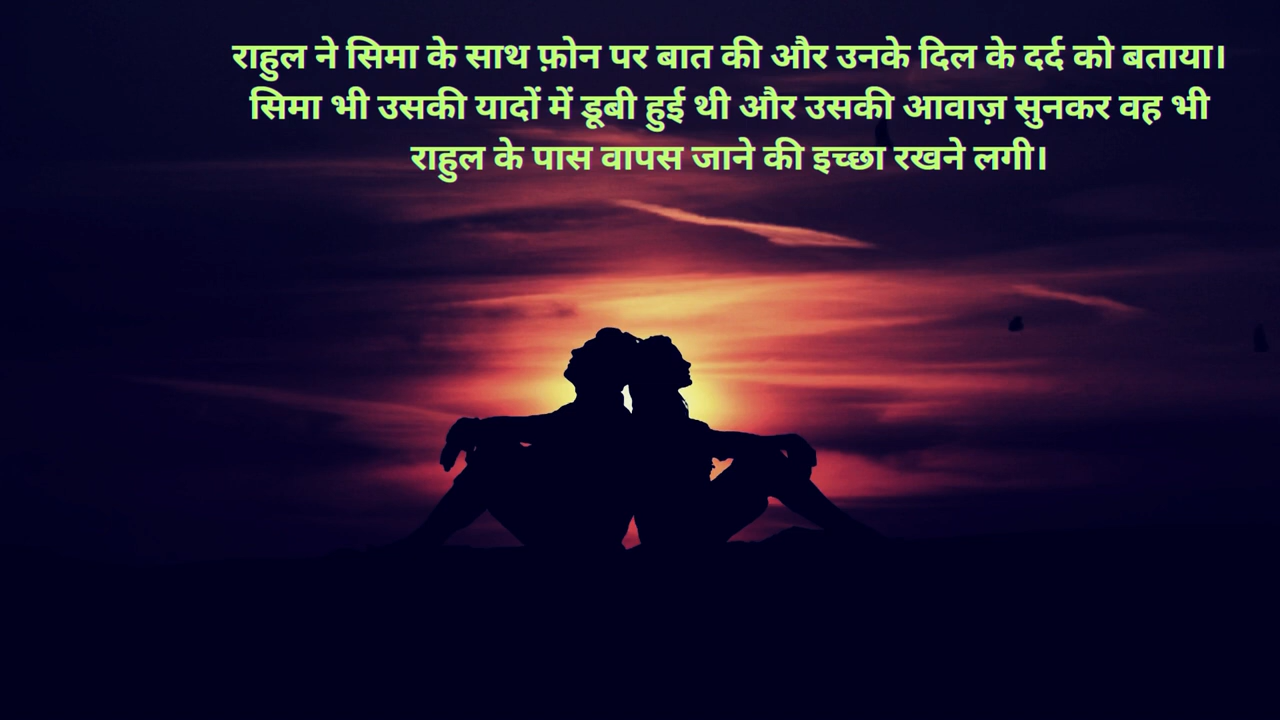 राहुल ने सिमा के साथ फ़ोन पर बात की और उनके दिल के दर्द को बताया।
सिमा भी उसकी यादों में डूबी हुई थी और उसकी आवाज़ सुनकर वह भी
राहुल के पास वापस जाने की इच्छा रखने लगी।